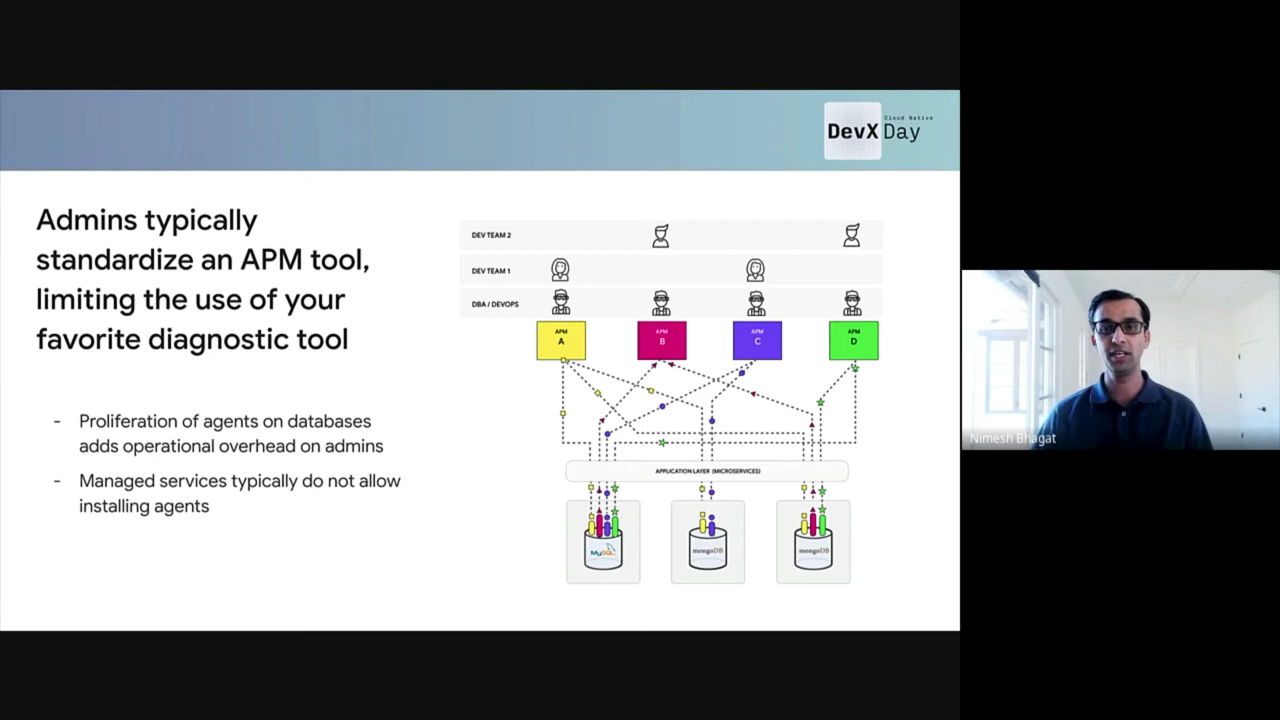 Cloud Native
DevX Day
Admins typically
standardize an APM tool,
limiting the use of your
favorite diagnostic tool
- Proliferation of agents on databases
adds operational overhead on admins
- Managed services typically do not allow
installing agents
DEV TEAM 2
DEV TEAM 1
DBA / DEVOPS
APM
A
APM
B
APM
C
APM
D
APPLICATION LAYER (MICROSERVICES)
MySQL
mongoDB
mongoDB
Nimesh Bhagat